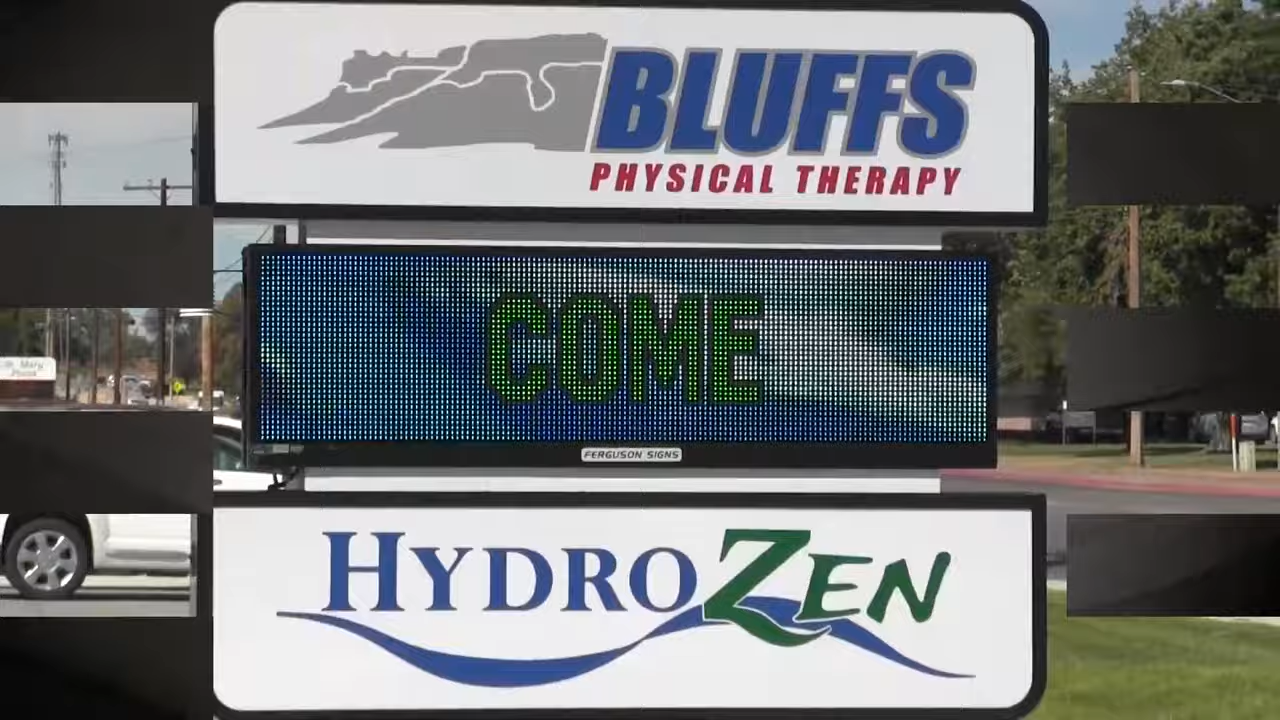 BLUFFS
PHYSICAL THERAPY
COME
FERGUSON SIGNS
HYDROZEN